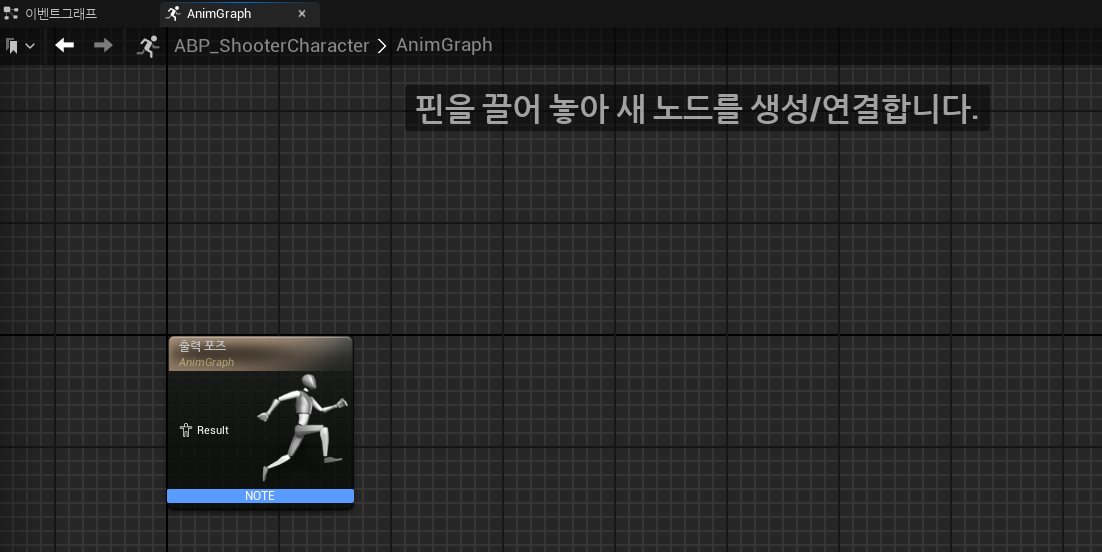 이벤트그래프
AnimGraph
ABP_ShooterCharacter > AnimGraph
핀을 끌어 놓아 새 노드를 생성/연결합니다.
출력 포즈
AnimGraph
Result
NOTE